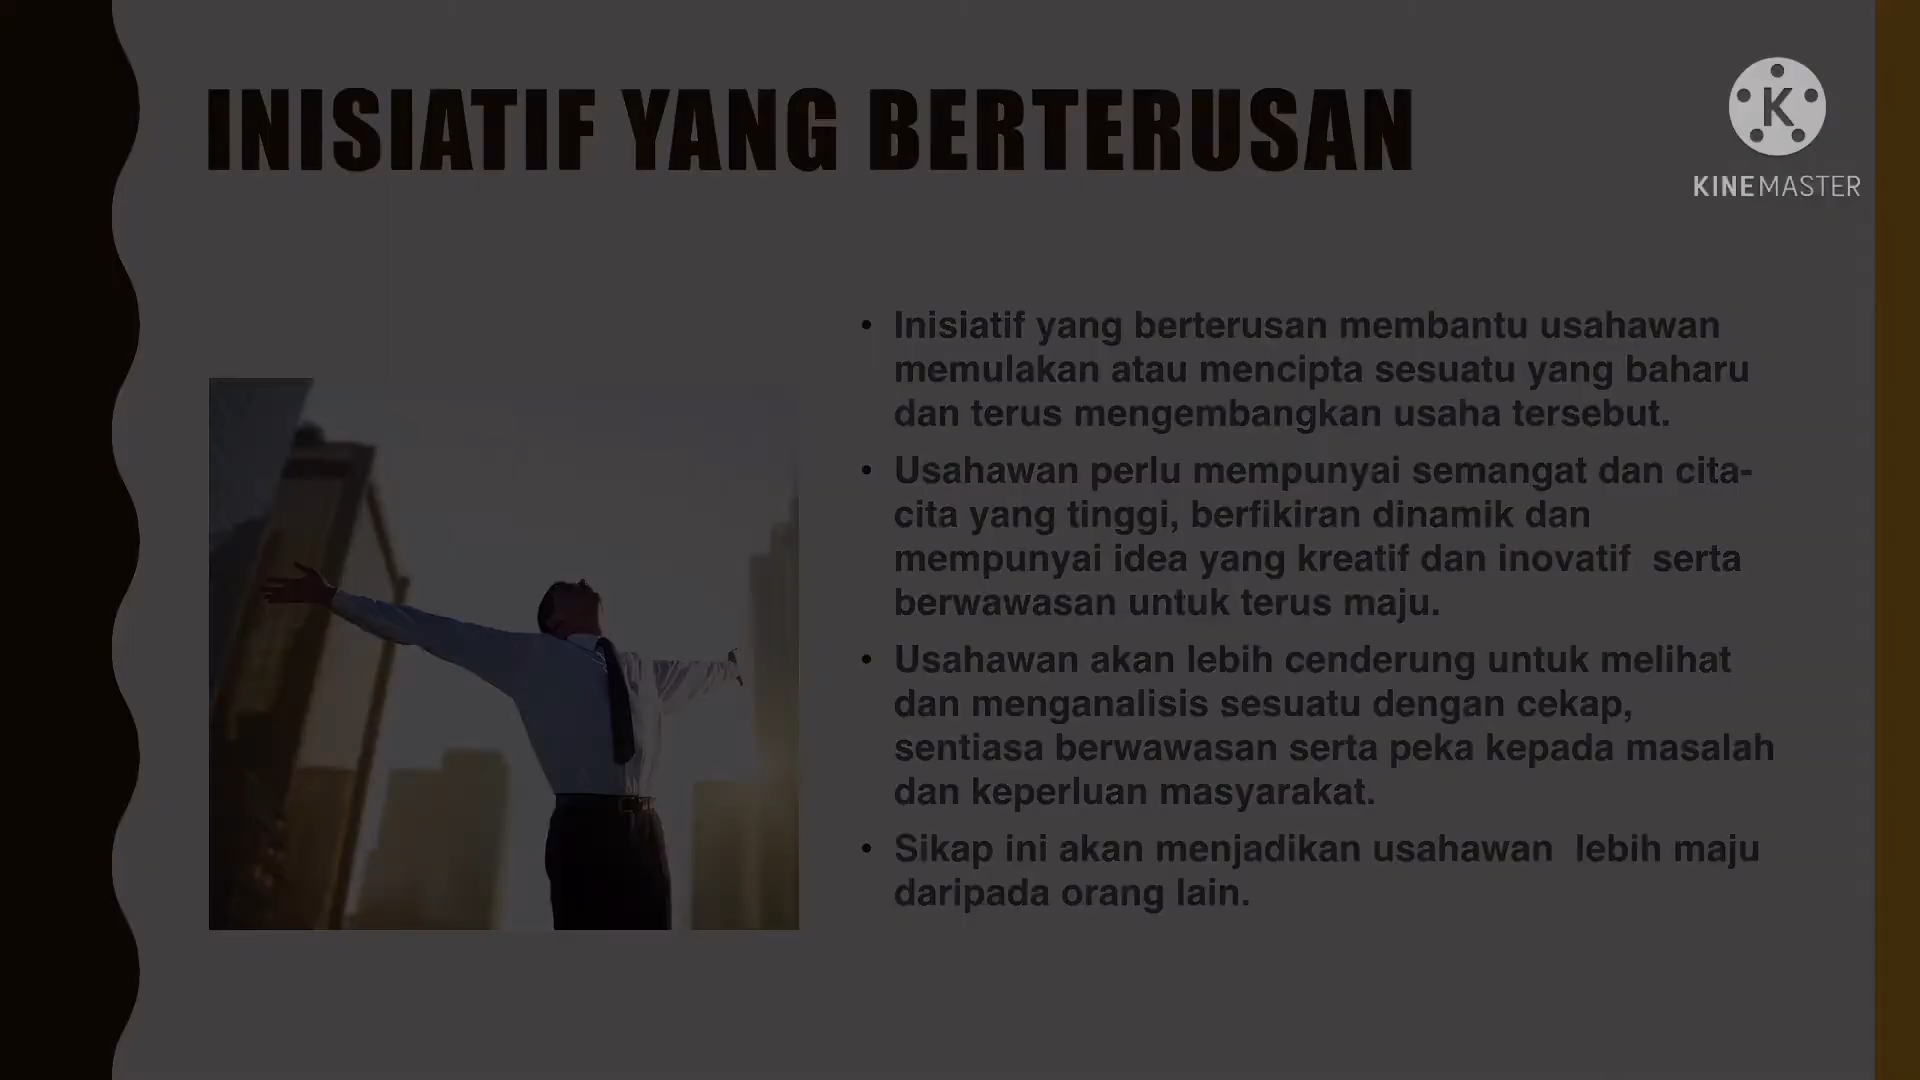 INISIATIF YANG BERTERUSAN
K
KINEMASTER
• Inisiatif yang berterusan membantu usahawan
memulakan atau mencipta sesuatu yang baharu
dan terus mengembangkan usaha tersebut.
• Usahawan perlu mempunyai semangat dan cita-
cita yang tinggi, berfikiran dinamik dan
mempunyai idea yang kreatif dan inovatif  serta
berwawasan untuk terus maju.
• Usahawan akan lebih cenderung untuk melihat
dan menganalisis sesuatu dengan cekap,
sentiasa berwawasan serta peka kepada masalah
dan keperluan masyarakat.
• Sikap ini akan menjadikan usahawan  lebih maju
daripada orang lain.